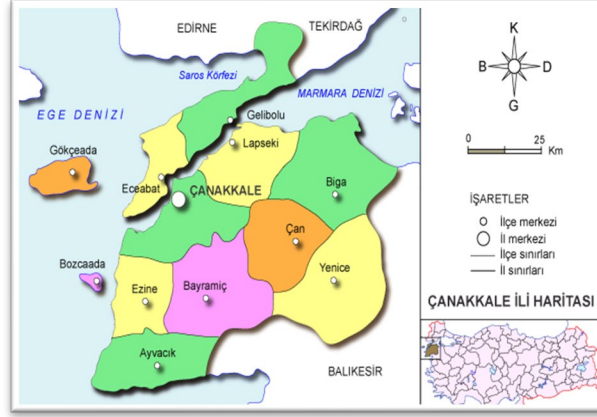 EDİRNE
TEKİRDAĞ
Saros Körfezi
MARMARA DENİZİ
EGE DENİZİ
Gelibolu
Lapseki
Gökçeada
Eceabat
ÇANAKKALE
Biga
Çan
Bozcaada
Ezine
Bayramiç
Yenice
Ayvacık
BALIKESİR
K
B
D
G
0 25
Km
İŞARETLER
İlçe merkezi
İl merkezi
İlçe sınırları
İl sınırları
ÇANAKKALE İLİ HARİTASI